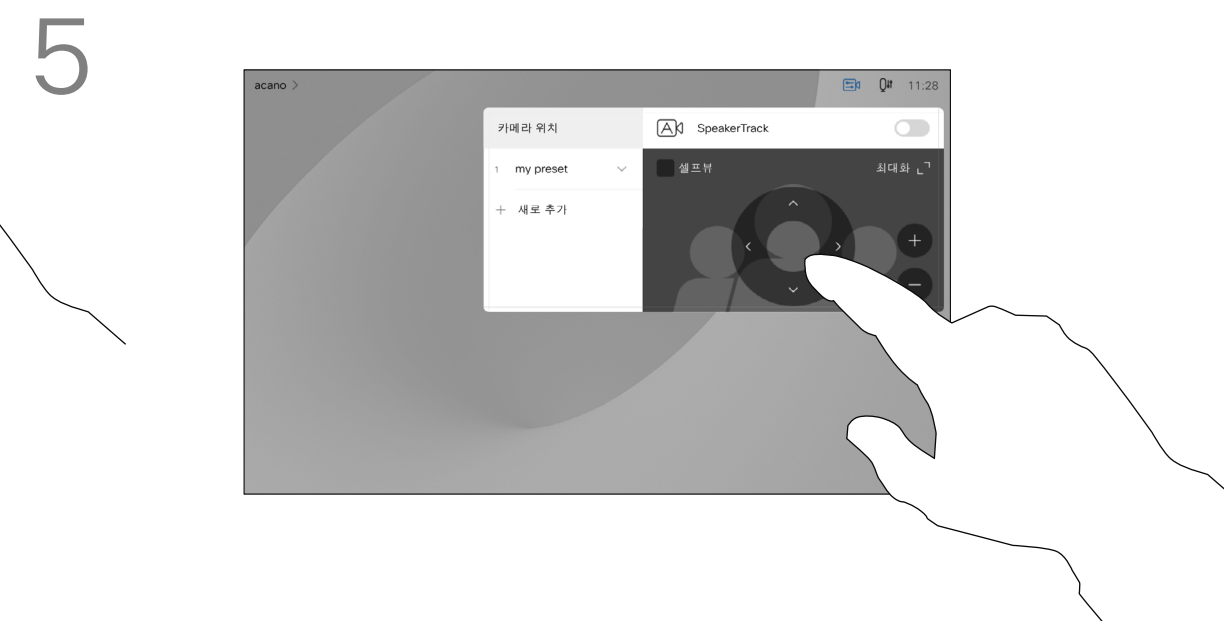 5
acano >
11:28
카메라 위치
SpeakerTrack
1 my preset
셀프뷰
최대화
+ 새로 추가